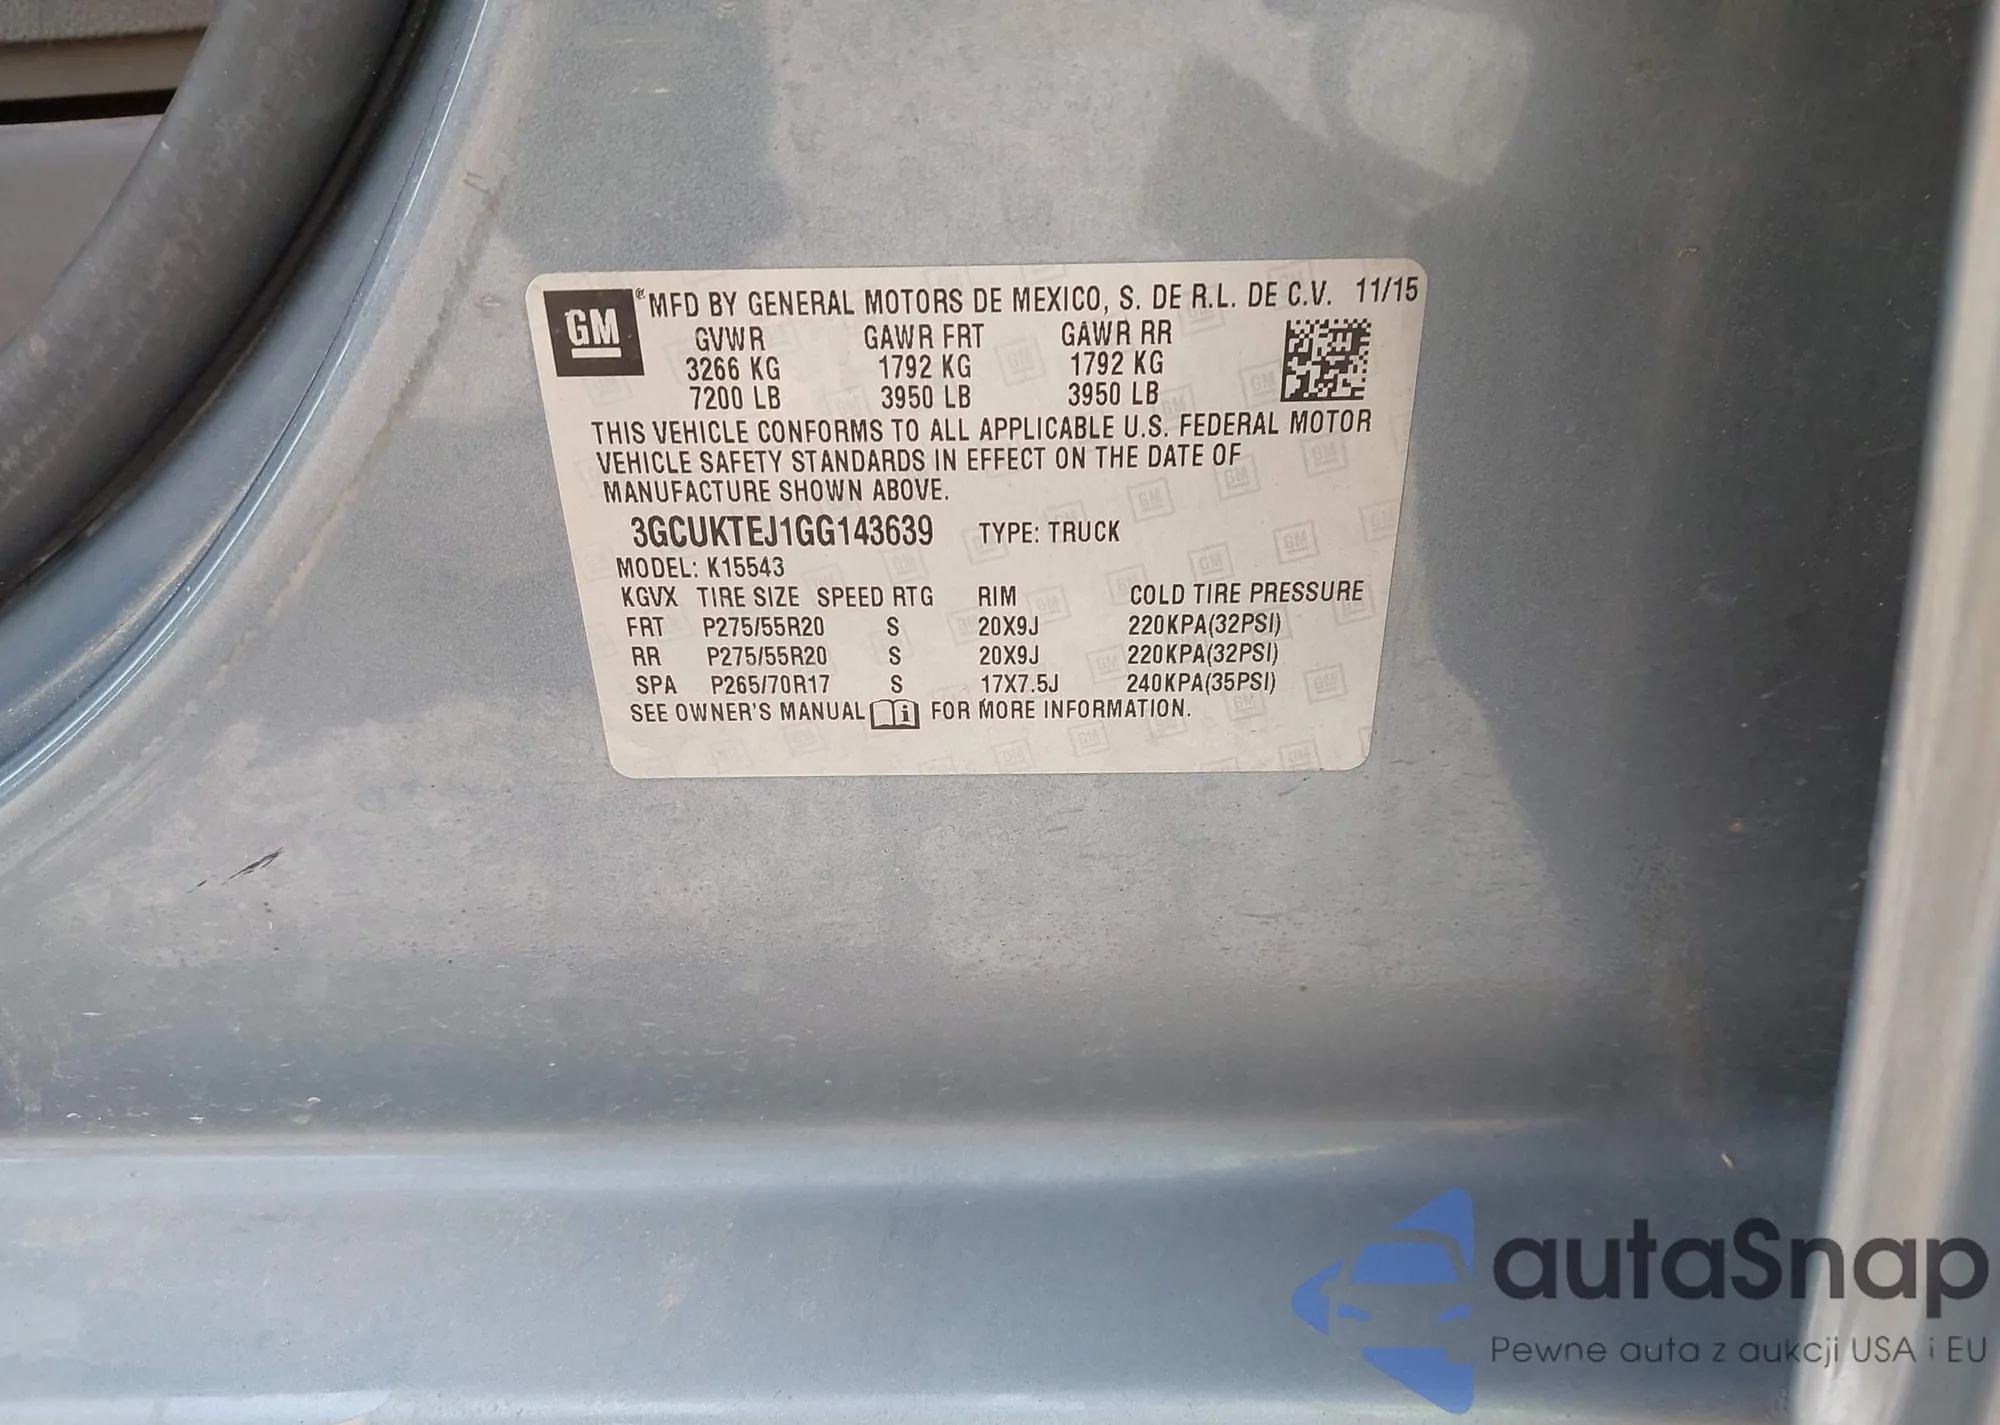 GM ® MFD BY GENERAL MOTORS DE MEXICO, S. DE R.L. DE C.V. 11/15
GVWR GAWR FRT GAWR RR
3266 KG 1792 KG 1792 KG
7200 LB 3950 LB 3950 LB
THIS VEHICLE CONFORMS TO ALL APPLICABLE U.S. FEDERAL MOTOR
VEHICLE SAFETY STANDARDS IN EFFECT ON THE DATE OF
MANUFACTURE SHOWN ABOVE.
3GCUKTEJ1GG143639 TYPE: TRUCK
MODEL: K15543
KGVX TIRE SIZE SPEED RTG RIM COLD TIRE PRESSURE
FRT P275/55R20 S 20X9J 220KPA(32PSI)
RR P275/55R20 S 20X9J 220KPA(32PSI)
SPA P265/70R17 S 17X7.5J 240KPA(35PSI)
SEE OWNER'S MANUAL i FOR MORE INFORMATION.
autaSnap
Pewne auta z aukcji USA i EU